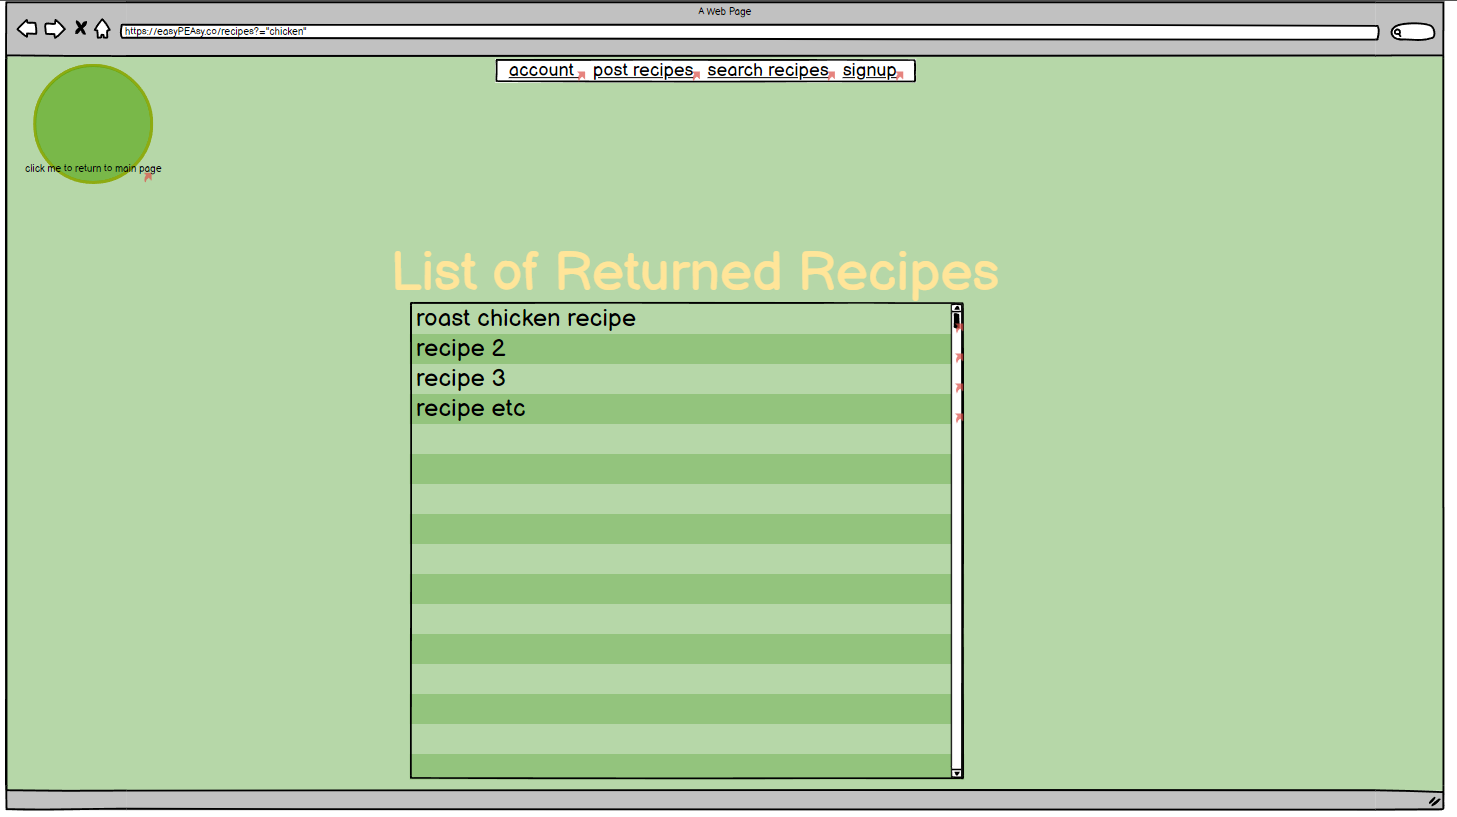 A Web Page
https://easyPEAsy.co/recipes?="chicken"
account post recipes search recipes signup
click me to return to main page
List of Returned Recipes
roast chicken recipe
recipe 2
recipe 3
recipe etc